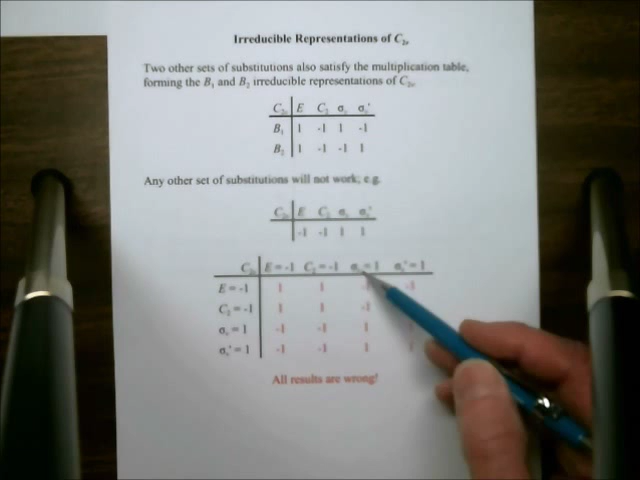 Irreducible Representations of C₂ᵥ
Two other sets of substitutions also satisfy the multiplication table,
forming the B₁ and B₂ irreducible representations of C₂ᵥ
C₂ᵥ E C₂ σᵥ σᵥ'
B₁ 1 -1 1 -1
B₂ 1 -1 -1 1
Any other set of substitutions will not work; e.g.
C₂ᵥ E C₂ σᵥ σᵥ'
-1 -1 1 1
C₂ᵥ E = -1 C₂ = -1 σᵥ = 1 σᵥ' = 1
E = -1 1 1 -1
C₂ = -1 1 1 -1
σᵥ = 1 -1 -1 1
σᵥ' = 1 -1 -1 1 1
All results are wrong!